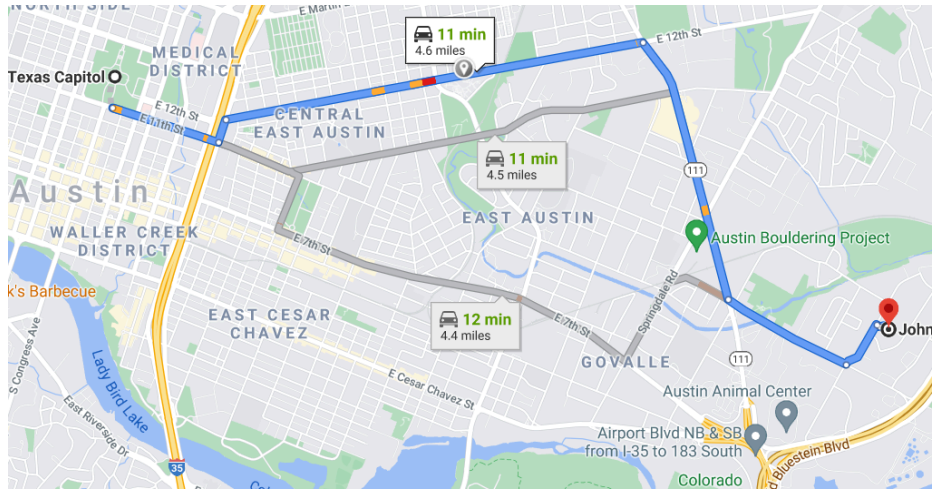 NORTH SIDE
MEDICAL
DISTRICT
11 min
4.6 miles
E 12th St
Texas Capitol
E 12th St
E 11th St
CENTRAL
EAST AUSTIN
11 min
4.5 miles
111
Austin
EAST AUSTIN
WALLER CREEK
DISTRICT
E 7th St
Austin Bouldering Project
k's Barbecue
Springdale Rd
EAST CESAR
CHAVEZ
12 min
4.4 miles
E 7th St
John
S Congress Ave
Lady Bird Lake
GOVALLE
111
E Cesar Chavez St
Austin Animal Center
East Riverside Dr
Airport Blvd NB & SB
from I-35 to 183 South
35
Colorado
d Bluestein Blvd